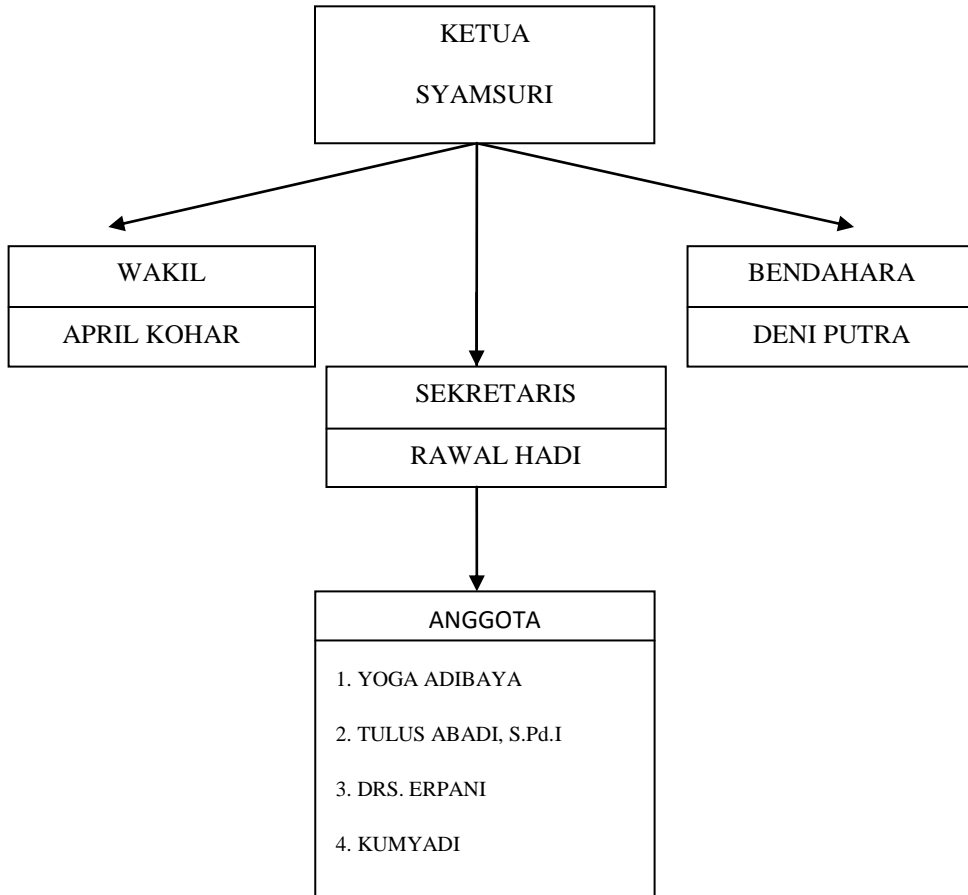 KETUA
SYAMSURI
WAKIL
APRIL KOHAR
BENDAHARA
DENI PUTRA
SEKRETARIS
RAWAL HADI
ANGGOTA
1. YOGA ADIBAYA
2. TULUS ABADI, S.Pd.I
3. DRS. ERPANI
4. KUMYADI